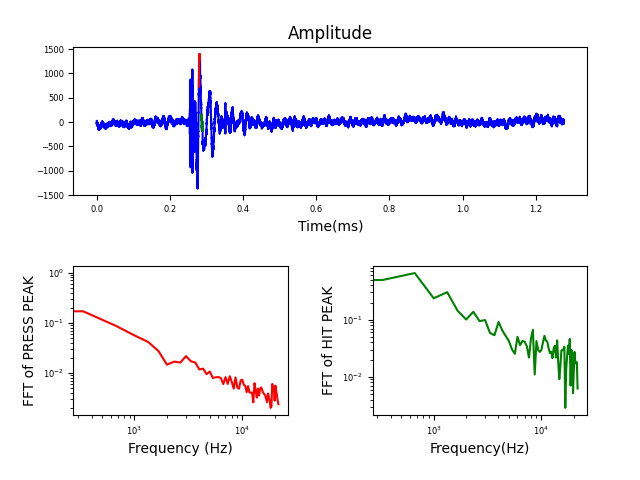 Amplitude
1500
1000
500
0
−500
−1000
−1500
0.0 0.2 0.4 0.6 0.8 1.0 1.2
Time(ms)
FFT of PRESS PEAK
10⁰
10⁻¹
10⁻²
10³ 10⁴
Frequency (Hz)
FFT of HIT PEAK
10⁻¹
10⁻²
10³ 10⁴
Frequency(Hz)